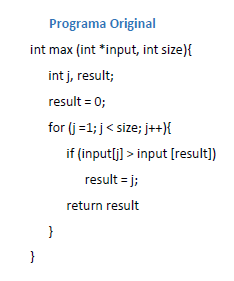 Programa Original
int max (int *input, int size){
int j, result;
result = 0;
for (j =1; j < size; j++){
if (input[j] > input [result])
result = j;
return result
}
}